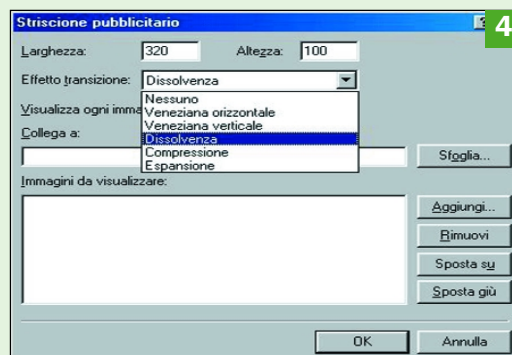 Striscione pubblicitario
4
Larghezza: 320 Altezza: 100
Effetto transizione: Dissolvenza
Nessuno
Visualizza ogni imma Veneziana orizzontale
Veneziana verticale
Collega a:
Dissolvenza
Compressione
Espansione
Sfoglia...
Immagini da visualizzare:
Aggiungi...
Rimuovi
Sposta su
Sposta giù
OK Annulla